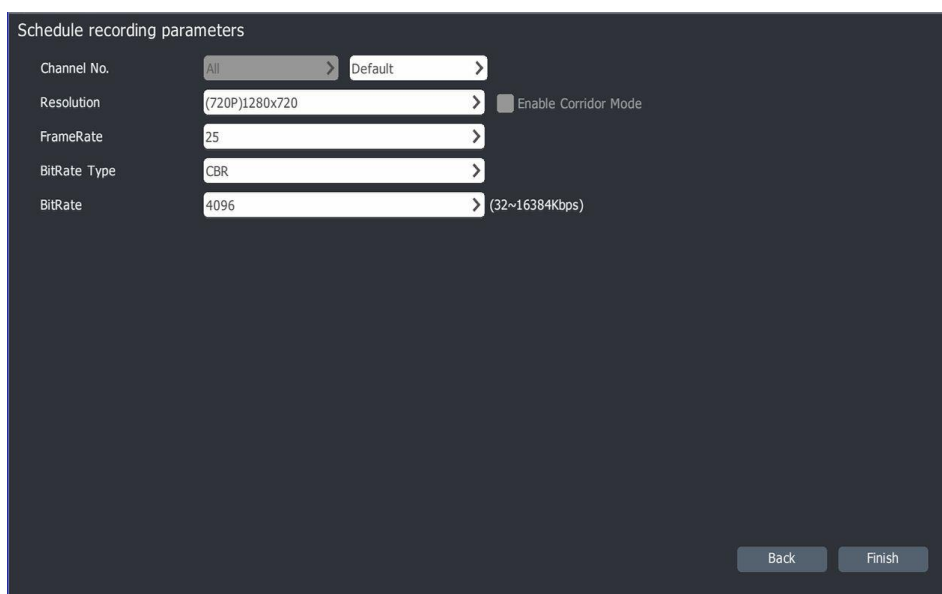 Schedule recording parameters
Channel No. All Default
Resolution (720P)1280x720 Enable Corridor Mode
FrameRate 25
BitRate Type CBR
BitRate 4096 (32~16384Kbps)
Back Finish